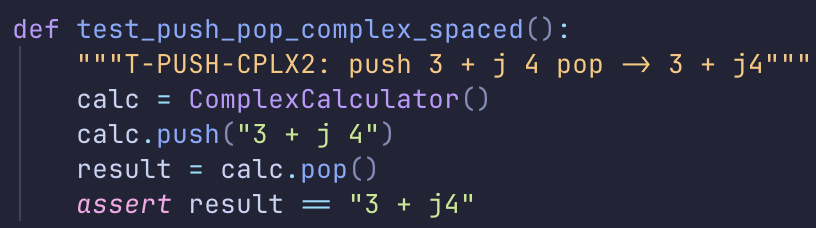 def test_push_pop_complex_spaced():
    """T-PUSH-CPLX2: push 3 + j 4 pop -> 3 + j4"""
    calc = ComplexCalculator()
    calc.push("3 + j 4")
    result = calc.pop()
    assert result == "3 + j4"